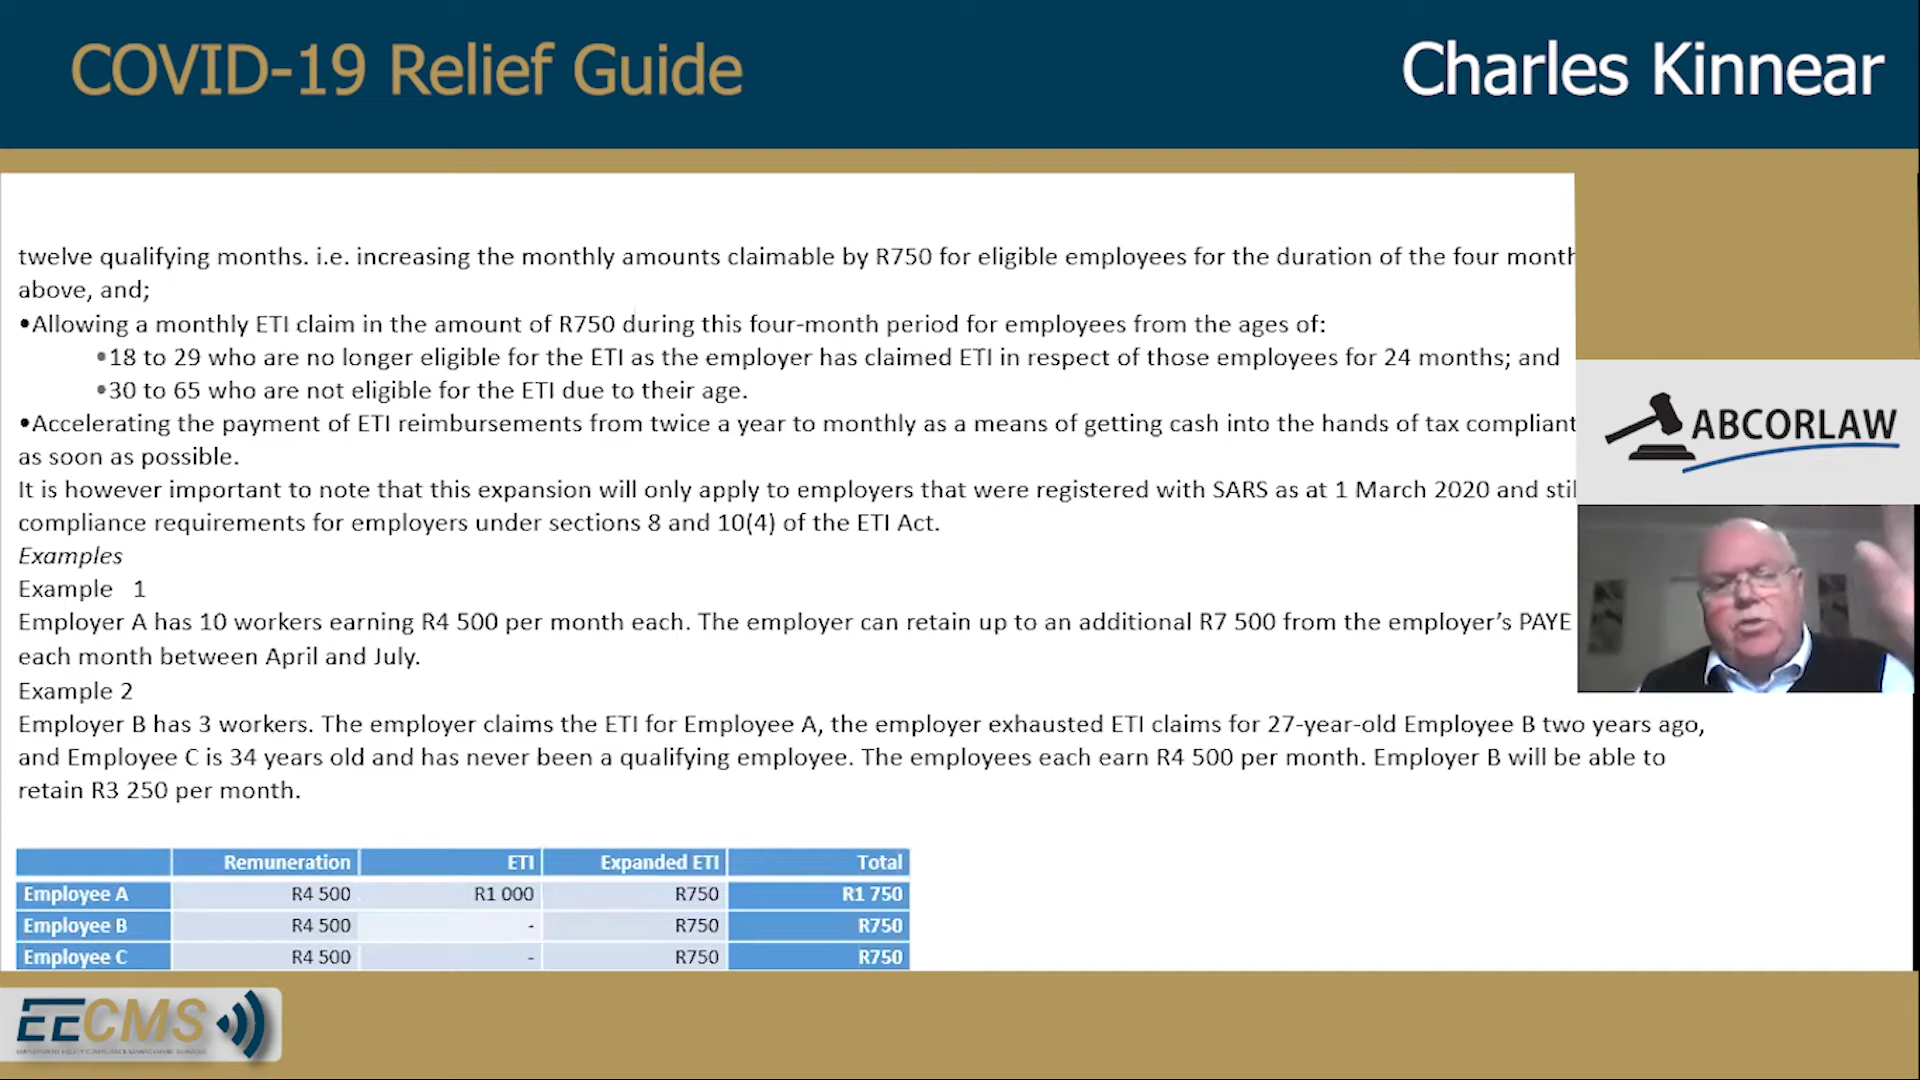 COVID-19 Relief Guide
Charles Kinnear
twelve qualifying months. i.e. increasing the monthly amounts claimable by R750 for eligible employees for the duration of the four month
above, and;
•Allowing a monthly ETI claim in the amount of R750 during this four-month period for employees from the ages of:
•18 to 29 who are no longer eligible for the ETI as the employer has claimed ETI in respect of those employees for 24 months; and
•30 to 65 who are not eligible for the ETI due to their age.
•Accelerating the payment of ETI reimbursements from twice a year to monthly as a means of getting cash into the hands of tax compliant
as soon as possible.
It is however important to note that this expansion will only apply to employers that were registered with SARS as at 1 March 2020 and
compliance requirements for employers under sections 8 and 10(4) of the ETI Act.
Examples
Example 1
Employer A has 10 workers earning R4 500 per month each. The employer can retain up to an additional R7 500 from the employer's PAYE
each month between April and July.
Example 2
Employer B has 3 workers. The employer claims the ETI for Employee A, the employer exhausted ETI claims for 27-year-old Employee B two years ago,
and Employee C is 34 years old and has never been a qualifying employee. The employees each earn R4 500 per month. Employer B will be able to
retain R3 250 per month.
Remuneration ETI Expanded ETI Total
Employee A R4 500 R1 000 R750 R1 750
Employee B R4 500 - R750 R750
Employee C R4 500 - R750 R750
ABCORLAW
EECMS